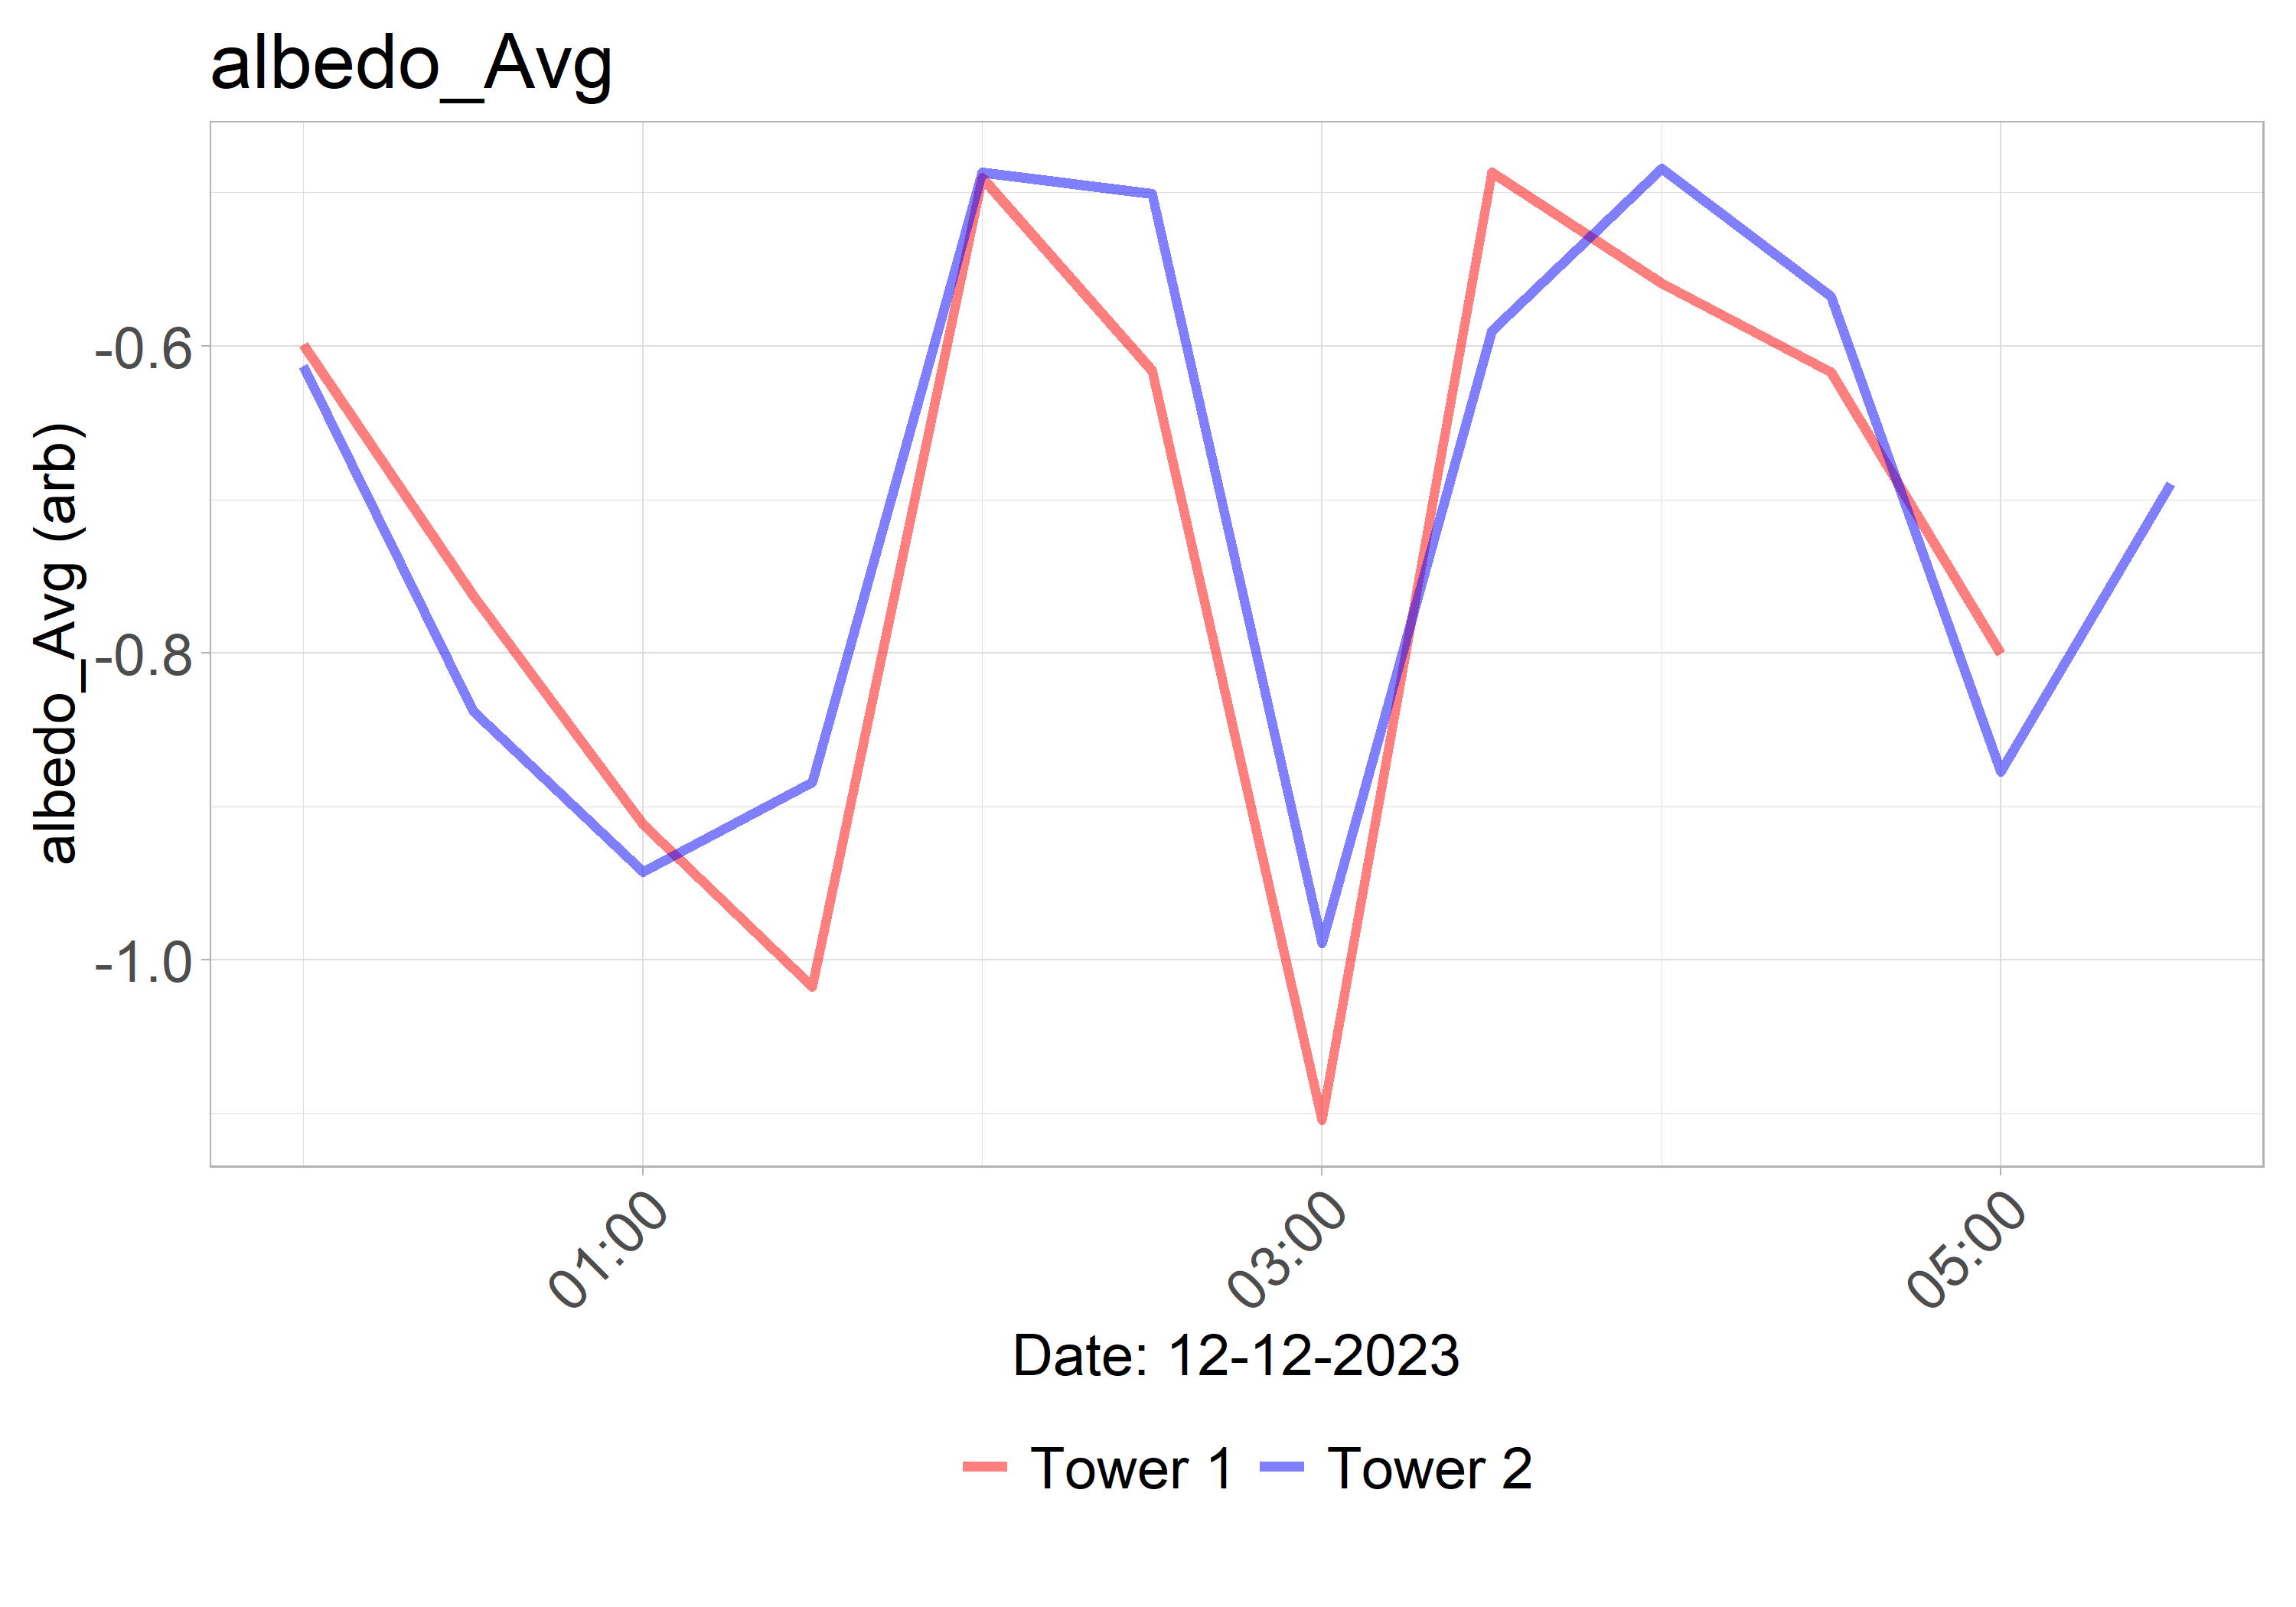 albedo_Avg
albedo_Avg (arb)
-0.6
-0.8
-1.0
01:00
03:00
05:00
Date: 12-12-2023
Tower 1
Tower 2